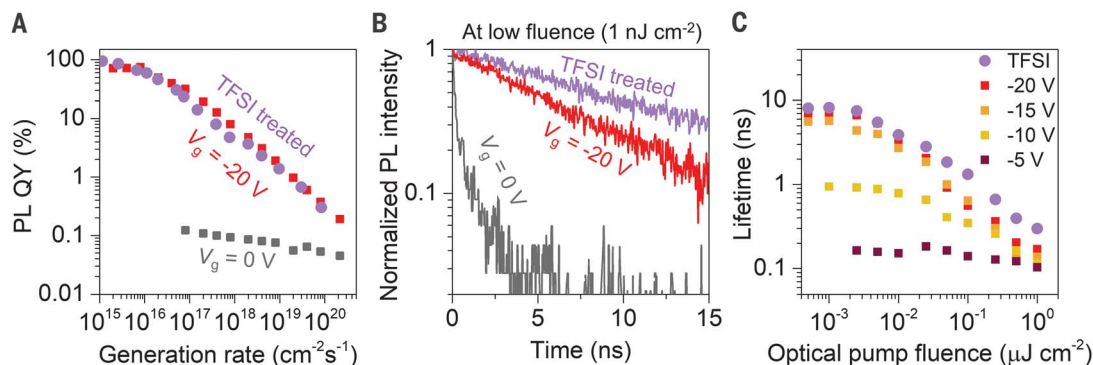 A
PL QY (%)
100
10
1
0.1
0.01
TFSI treated
Vg = -20 V
Vg = 0 V
10¹⁵ 10¹⁶ 10¹⁷ 10¹⁸ 10¹⁹ 10²⁰
Generation rate (cm⁻²s⁻¹)
B
At low fluence (1 nJ cm⁻²)
Normalized PL intensity
1
0.1
TFSI treated
Vg = -20 V
Vg = 0 V
0 5 10 15
Time (ns)
C
Lifetime (ns)
10
1
0.1
TFSI
-20 V
-15 V
-10 V
-5 V
10⁻³ 10⁻² 10⁻¹ 10⁰
Optical pump fluence (μJ cm⁻²)